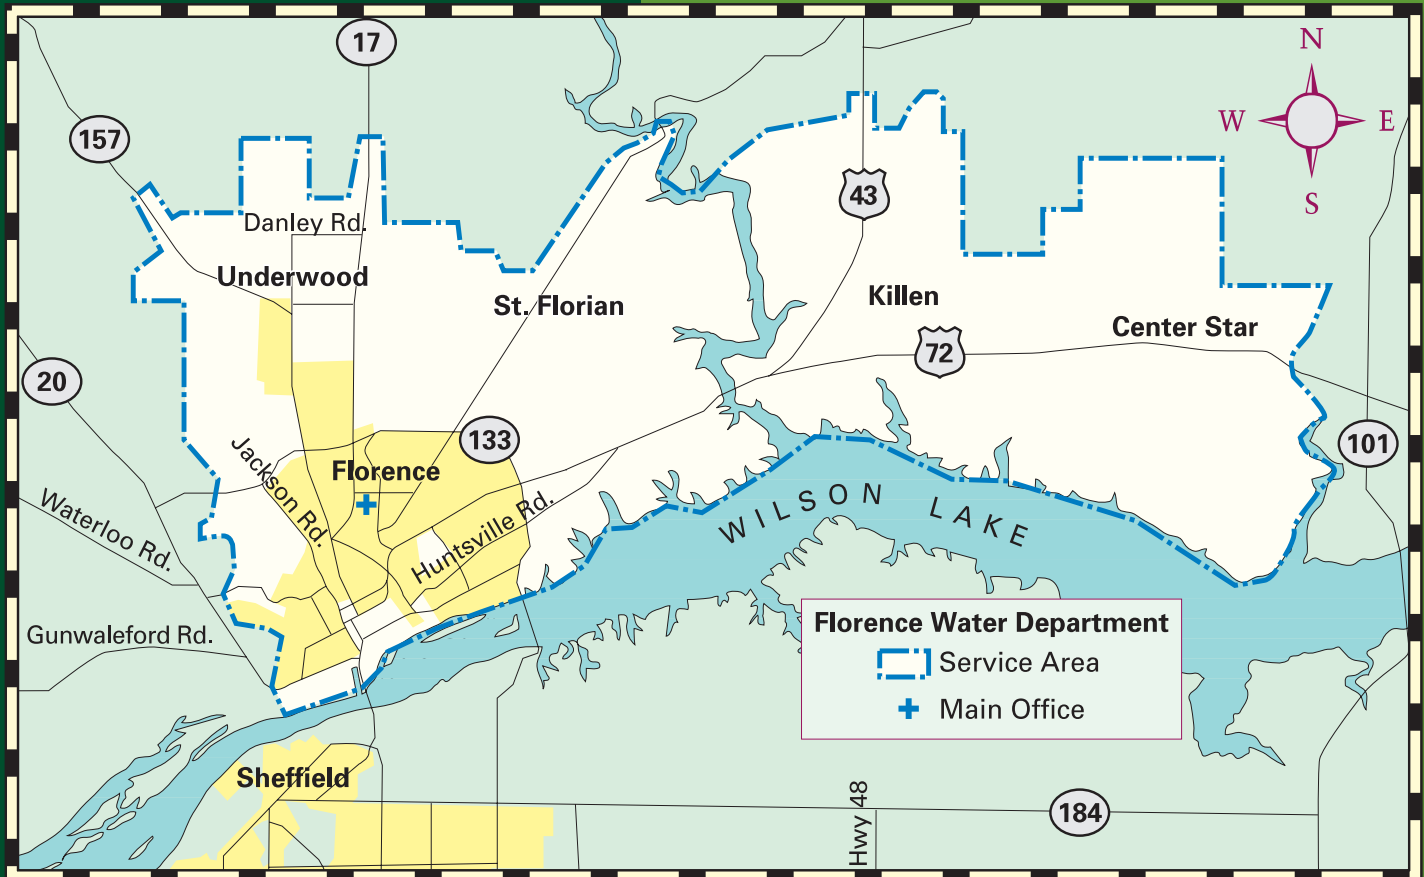 17
N
W
E
S
157
43
Danley Rd.
Underwood
St. Florian
Killen
Center Star
72
20
133
101
Jackson Rd.
Florence
Huntsville Rd.
WILSON LAKE
Waterloo Rd.
Gunwaleford Rd.
Florence Water Department
Service Area
Main Office
Sheffield
Hwy 48
184